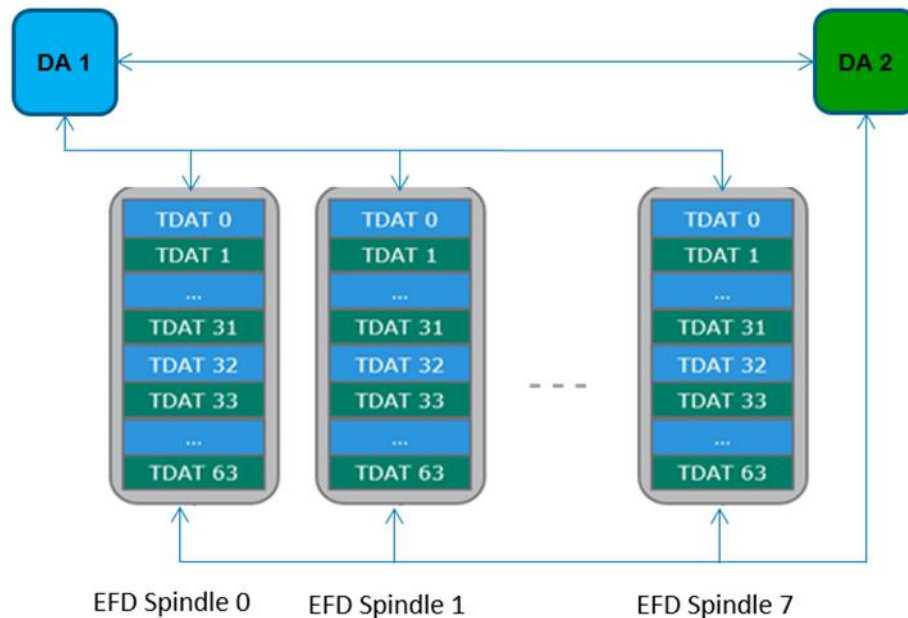 DA 1
DA 2
TDAT 0
TDAT 1
...
TDAT 31
TDAT 32
TDAT 33
...
TDAT 63
TDAT 0
TDAT 1
...
TDAT 31
TDAT 32
TDAT 33
...
TDAT 63
TDAT 0
TDAT 1
...
TDAT 31
TDAT 32
TDAT 33
...
TDAT 63
EFD Spindle 0
EFD Spindle 1
EFD Spindle 7